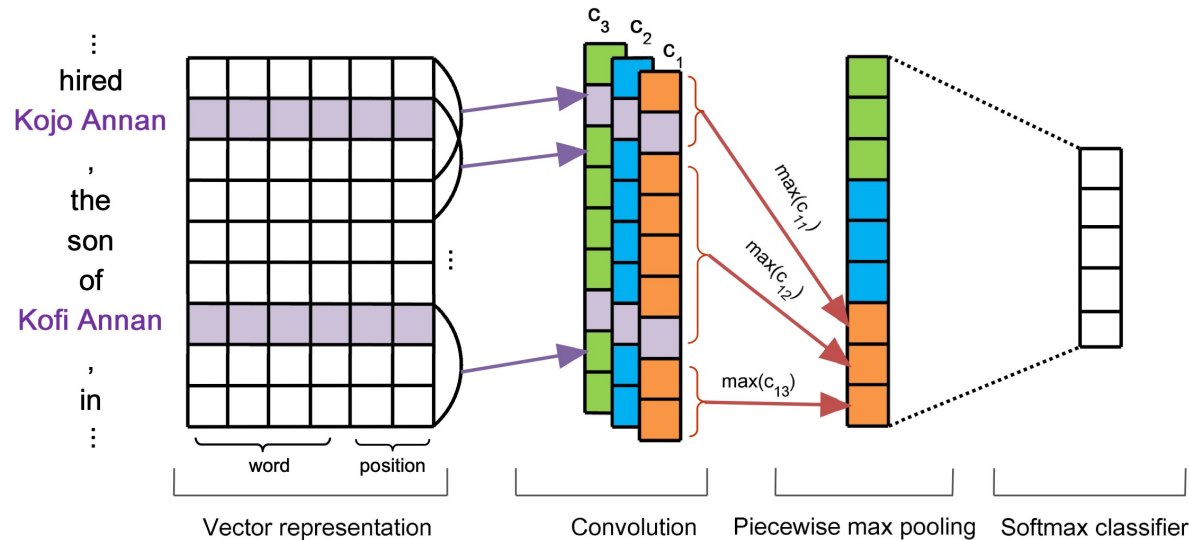 ⋮
hired
Kojo Annan
,
the
son
of
Kofi Annan
,
in
⋮
word
position
...
c3
c2
c1
max(c11)
max(c12)
max(c13)
Vector representation
Convolution
Piecewise max pooling
Softmax classifier